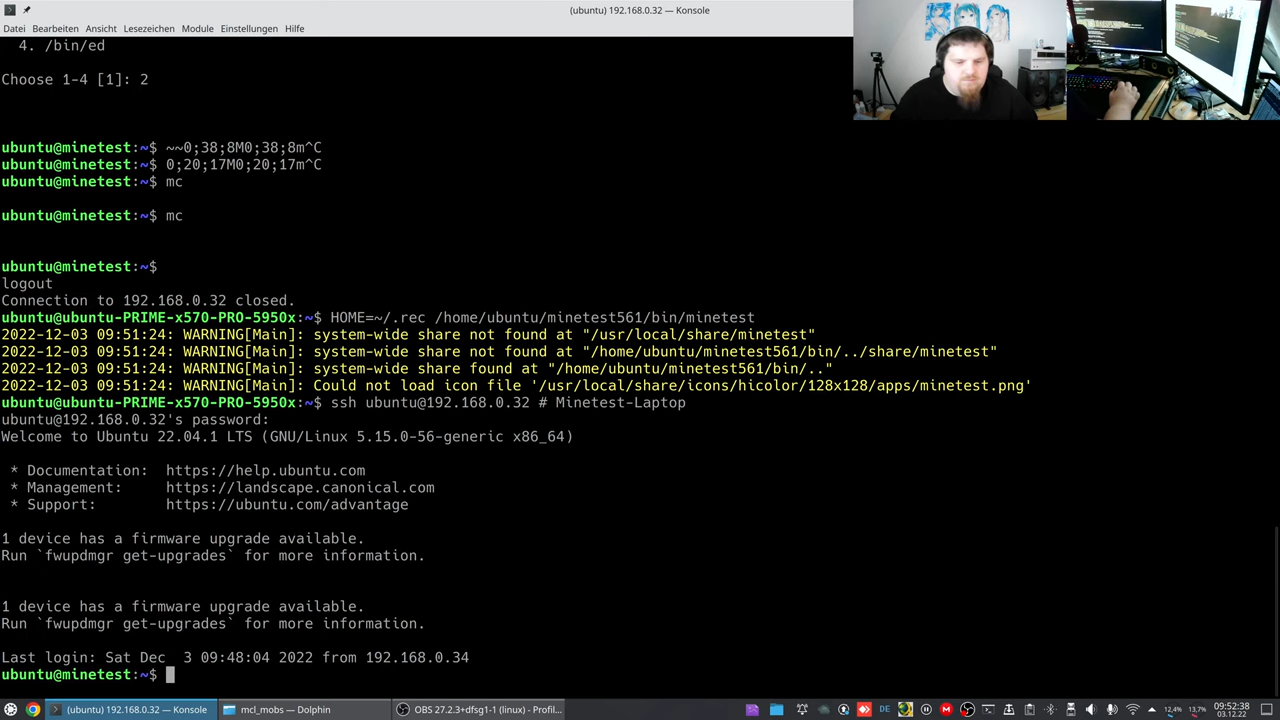 (ubuntu) 192.168.0.32 — Konsole
Datei Bearbeiten Ansicht Lesezeichen Module Einstellungen Hilfe
4. /bin/ed
Choose 1-4 [1]: 2
ubuntu@minetest:~$ ~~0;38;8M0;38;8m^C
ubuntu@minetest:~$ 0;20;17M0;20;17m^C
ubuntu@minetest:~$ mc
ubuntu@minetest:~$ mc
ubuntu@minetest:~$
logout
Connection to 192.168.0.32 closed.
ubuntu@ubuntu-PRIME-x570-PRO-5950x:~$ HOME=~/.rec /home/ubuntu/minetest561/bin/minetest
2022-12-03 09:51:24: WARNING[Main]: system-wide share not found at "/usr/local/share/minetest"
2022-12-03 09:51:24: WARNING[Main]: system-wide share not found at "/home/ubuntu/minetest561/bin/../share/minetest"
2022-12-03 09:51:24: WARNING[Main]: system-wide share found at "/home/ubuntu/minetest561/bin/.."
2022-12-03 09:51:24: WARNING[Main]: Could not load icon file '/usr/local/share/icons/hicolor/128x128/apps/minetest.png'
ubuntu@ubuntu-PRIME-x570-PRO-5950x:~$ ssh ubuntu@192.168.0.32 # Minetest-Laptop
ubuntu@192.168.0.32's password:
Welcome to Ubuntu 22.04.1 LTS (GNU/Linux 5.15.0-56-generic x86_64)
* Documentation:  https://help.ubuntu.com
* Management:     https://landscape.canonical.com
* Support:        https://ubuntu.com/advantage
1 device has a firmware upgrade available.
Run `fwupdmgr get-upgrades` for more information.
1 device has a firmware upgrade available.
Run `fwupdmgr get-upgrades` for more information.
Last login: Sat Dec  3 09:48:04 2022 from 192.168.0.34
ubuntu@minetest:~$
(ubuntu) 192.168.0.32 — Konsole
mcl_mobs — Dolphin
OBS 27.2.3+dfsg1-1 (linux) - Profil...
DE
12,4%
13,7%
09:52:38
03.12.22